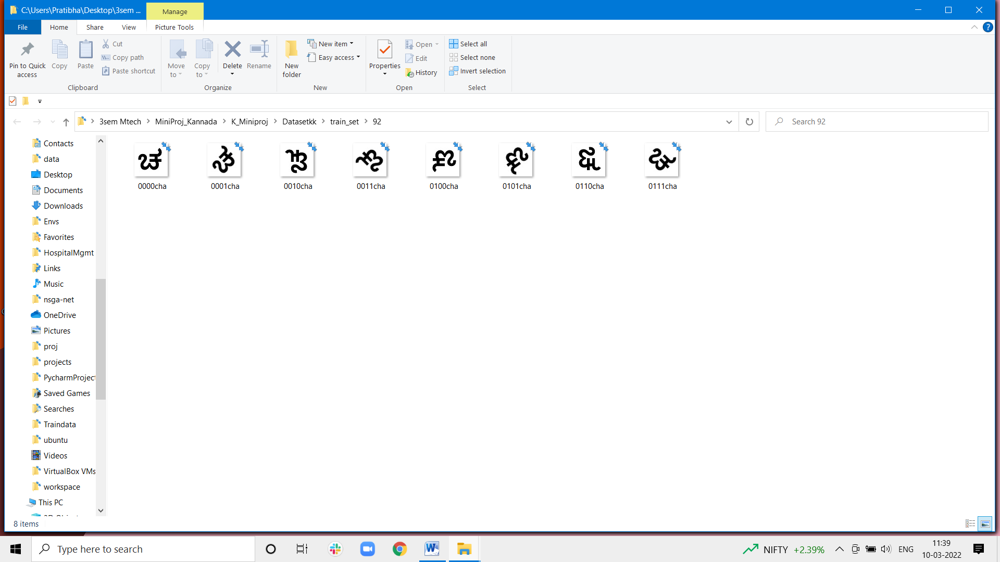 C:\Users\Pratibha\Desktop\3sem ...
Manage
File
Home
Share
View
Picture Tools
Pin to Quick access
Copy
Paste
Cut
Copy path
Paste shortcut
Clipboard
Move to
Copy to
Delete
Rename
Organize
New folder
New item
Easy access
New
Properties
Open
Edit
History
Open
Select all
Select none
Invert selection
Select
3sem Mtech > MiniProj_Kannada > K_Miniproj > Datasetkk > train_set > 92
Search 92
Contacts
data
Desktop
Documents
Downloads
Envs
Favorites
HospitalMgmt
Links
Music
nsga-net
OneDrive
Pictures
proj
projects
PycharmProject
Saved Games
Searches
Traindata
ubuntu
Videos
VirtualBox VMs
workspace
This PC
ಚ ಚ ಚ ಚ ಚ ಚ ಚ ಚ
0000cha 0001cha 0010cha 0011cha 0100cha 0101cha 0110cha 0111cha
8 items
Type here to search
NIFTY +2.39%
ENG
11:39
10-03-2022